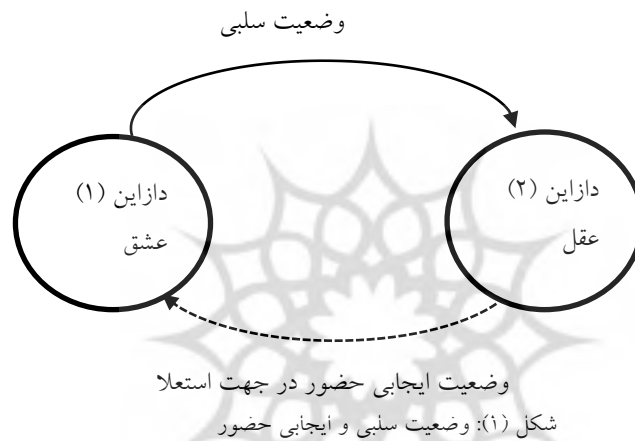 وضعیت سلبی
دازاین (۲)
عقل
دازاین (۱)
عشق
وضعیت ایجابی حضور در جهت استعلا
شکل (۱): وضعیت سلبی و ایجابی حضور